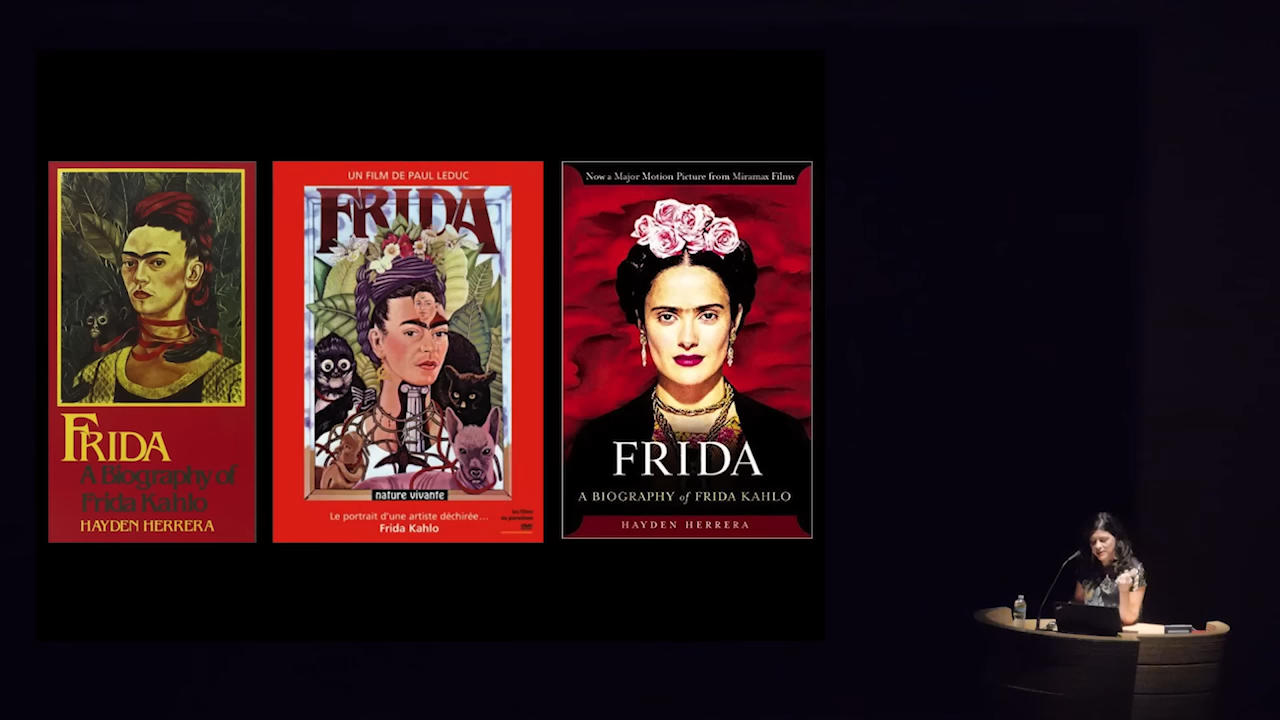 FRIDA
A Biography of
Frida Kahlo
HAYDEN HERRERA
UN FILM DE PAUL LEDUC
FRIDA
nature vivante
Le portrait d'une artiste déchirée...
Frida Kahlo
Now a Major Motion Picture from Miramax Films
FRIDA
A BIOGRAPHY of FRIDA KAHLO
HAYDEN HERRERA